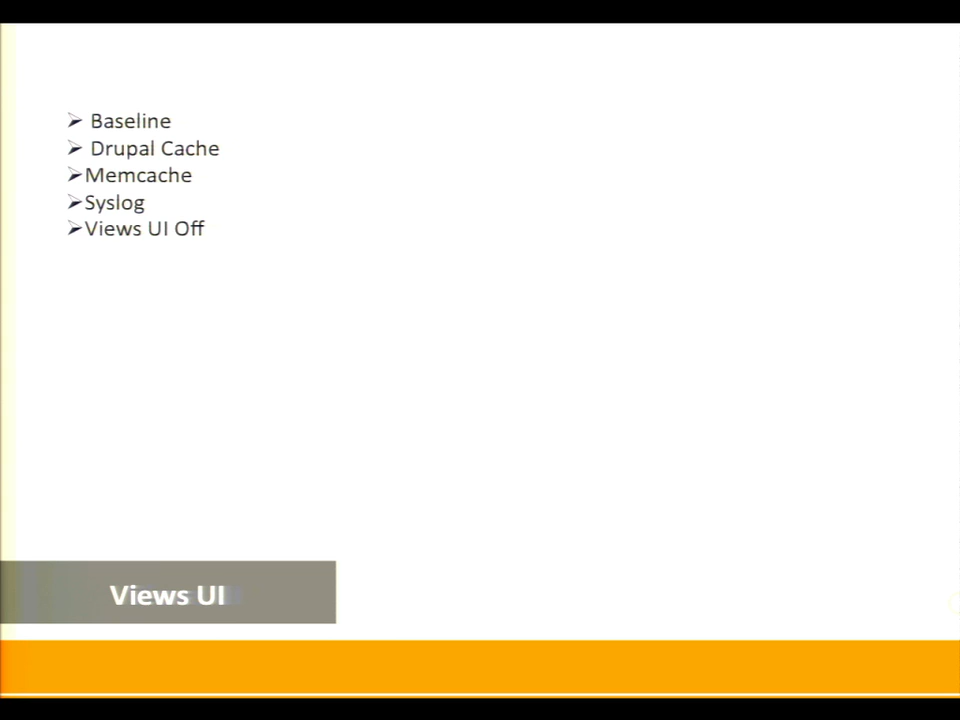 Baseline
Drupal Cache
Memcache
Syslog
Views UI Off
Views UI